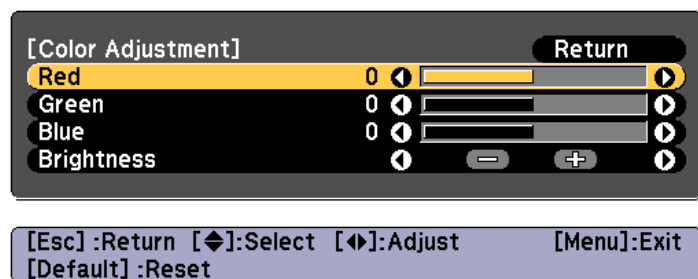 [Color Adjustment] Return
Red 0
Green 0
Blue 0
Brightness
[Esc] :Return [◆]:Select [◀▶]:Adjust [Menu]:Exit
[Default] :Reset